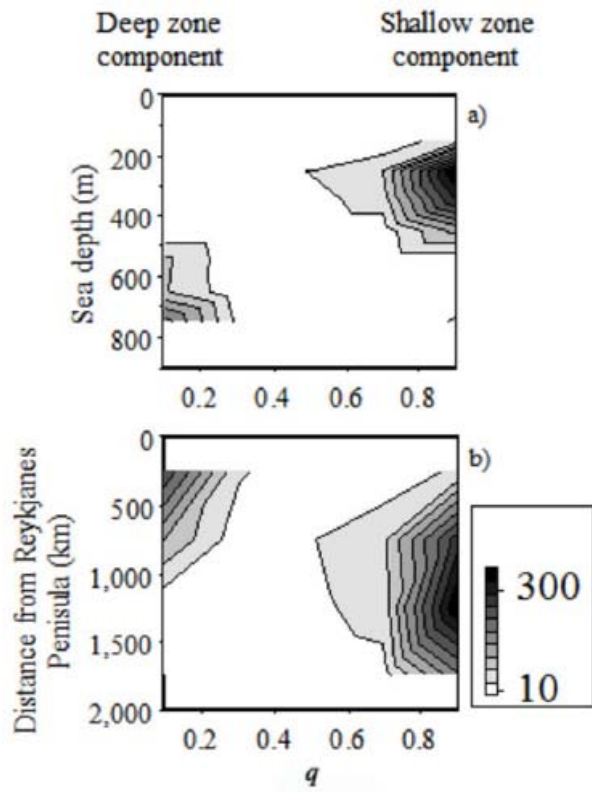 Deep zone
component
Shallow zone
component
a)
Sea depth (m)
0
200
400
600
800
0.2 0.4 0.6 0.8
b)
Distance from Reykjanes
Penisula (km)
0
500
1,000
1,500
2,000
0.2 0.4 0.6 0.8
q
300
10